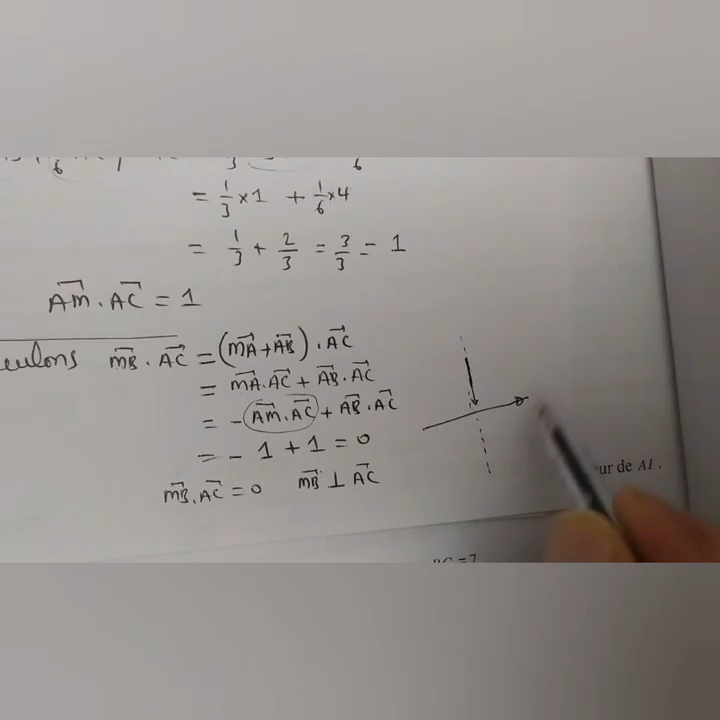 = 1/3 ×1 + 1/6 ×4
= 1/3 + 2/3 = 3/3 = 1
AM⃗ . AC⃗ = 1
culons MB⃗ . AC⃗ = (MA⃗ + AB⃗) . AC⃗
= MA⃗ . AC⃗ + AB⃗ . AC⃗
= - AM⃗ . AC⃗ + AB⃗ . AC⃗
= - 1 + 1 = 0
ur de AI .
MB⃗ . AC⃗ = 0 MB⃗ ⊥ AC⃗